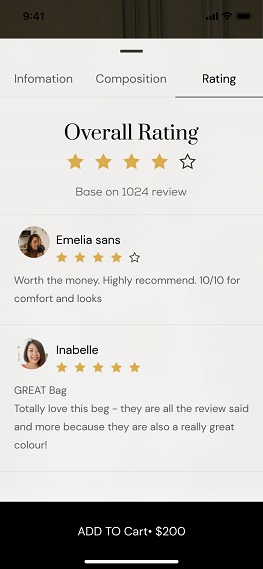 9:41
Infomation Composition Rating
Overall Rating
Base on 1024 review
Emelia sans
Worth the money. Highly recommend. 10/10 for
comfort and looks
Inabelle
GREAT Bag
Totally love this beg - they are all the review said
and more because they are also a really great
colour!
ADD TO Cart• $200